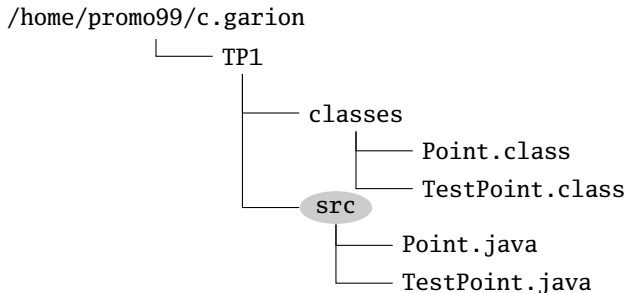 /home/promo99/c.garion
TP1
classes
Point.class
TestPoint.class
src
Point.java
TestPoint.java